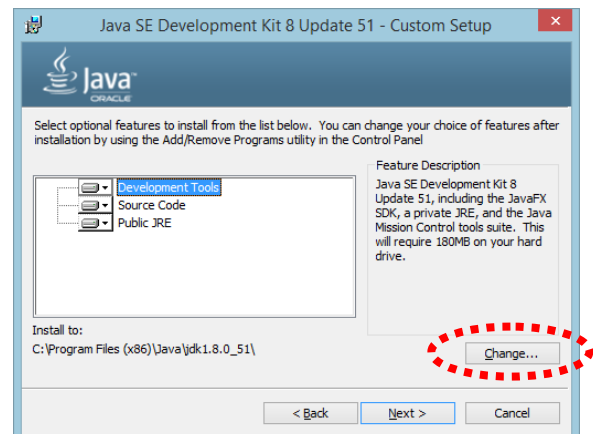 Java SE Development Kit 8 Update 51 - Custom Setup
Java™
ORACLE
Select optional features to install from the list below. You can change your choice of features after
installation by using the Add/Remove Programs utility in the Control Panel
Development Tools
Source Code
Public JRE
Feature Description
Java SE Development Kit 8
Update 51, including the JavaFX
SDK, a private JRE, and the Java
Mission Control tools suite. This
will require 180MB on your hard
drive.
Install to:
C:\Program Files (x86)\Java\jdk1.8.0_51\
Change...
< Back
Next >
Cancel